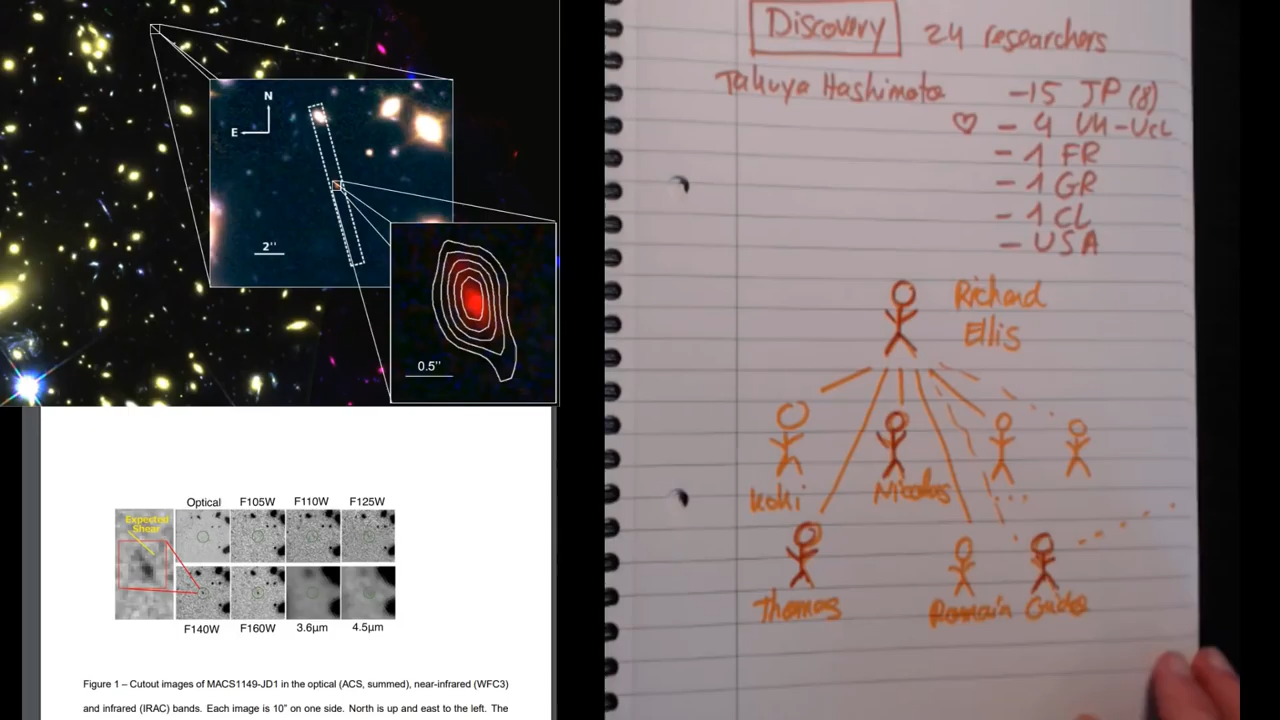 N
E
2''
0.5''
Optical F105W F110W F125W
Expected
Shear
F140W F160W 3.6μm 4.5μm
Figure 1 – Cutout images of MACS1149-JD1 in the optical (ACS, summed), near-infrared (WFC3)
and infrared (IRAC) bands. Each image is 10” on one side. North is up and east to the left. The
Discovery 24 researchers
Takuya Hashimoto - 15 JP (8)
♡ - 4 UK - UCL
- 1 FR
- 1 GR
- 1 CL
- USA
Richard
Ellis
Koki Nicolas
Thomas Romain Guido